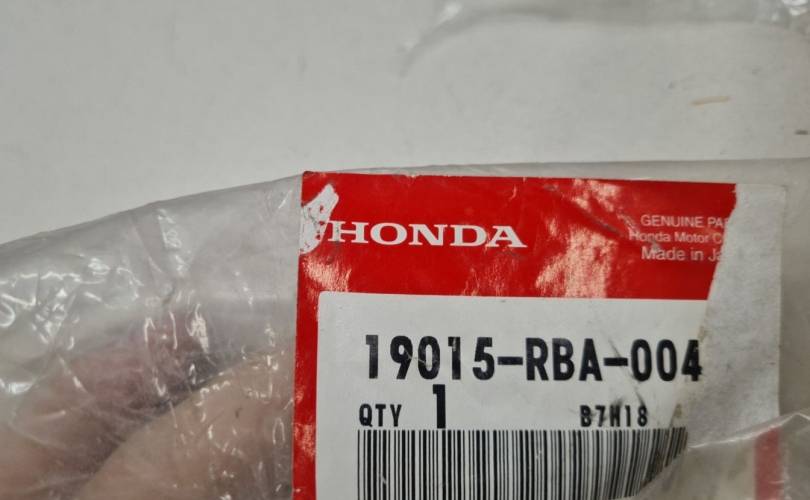 HONDA
GENUINE PA
Honda Motor C
Made in Ja
19015-RBA-004
QTY 1 B7H18